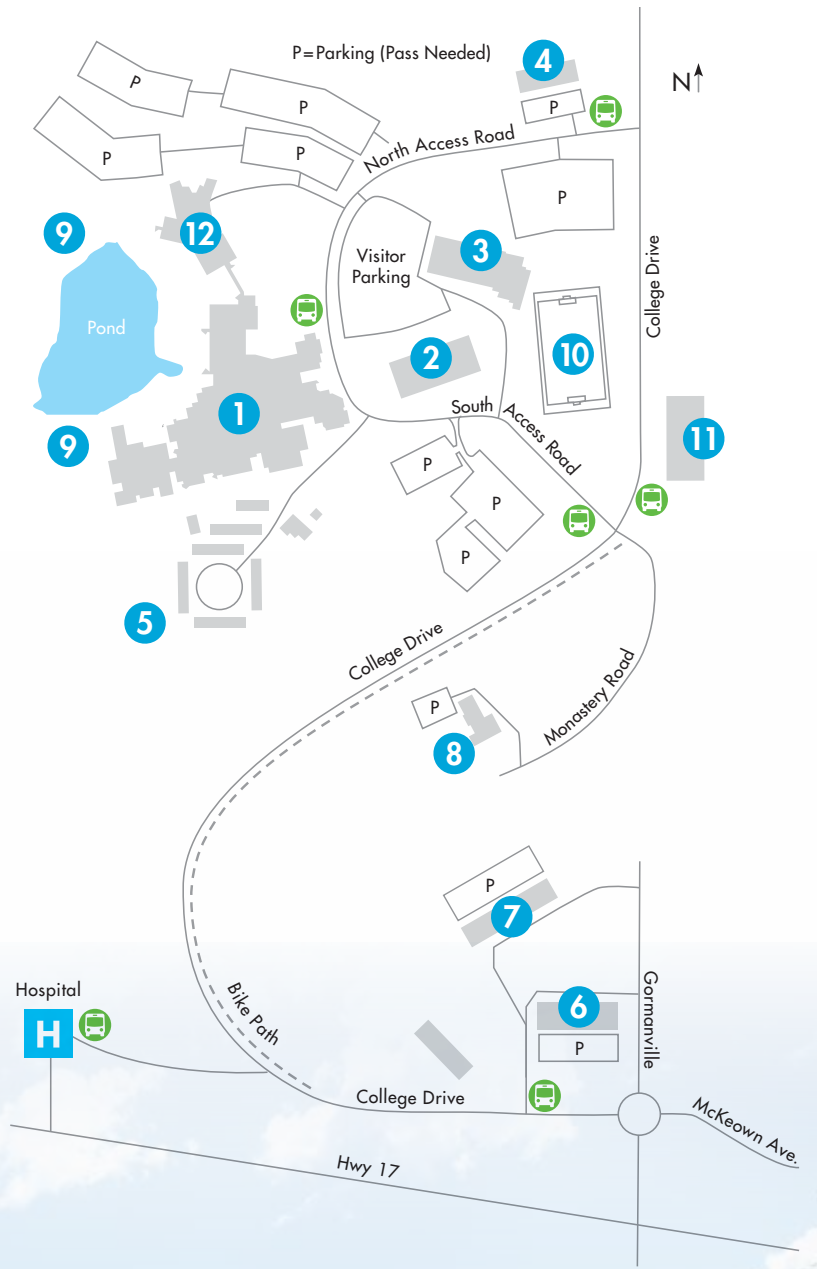 P=Parking (Pass Needed)
4
N
P
P
P
P
North Access Road
P
P
P
9
12
3
Visitor
Parking
College Drive
Pond
10
2
1
South
Access Road
11
9
P
P
P
5
College Drive
Monastery Road
P
8
P
7
Hospital
H
Bike Path
6
Gormanville
P
College Drive
McKeown Ave.
Hwy 17